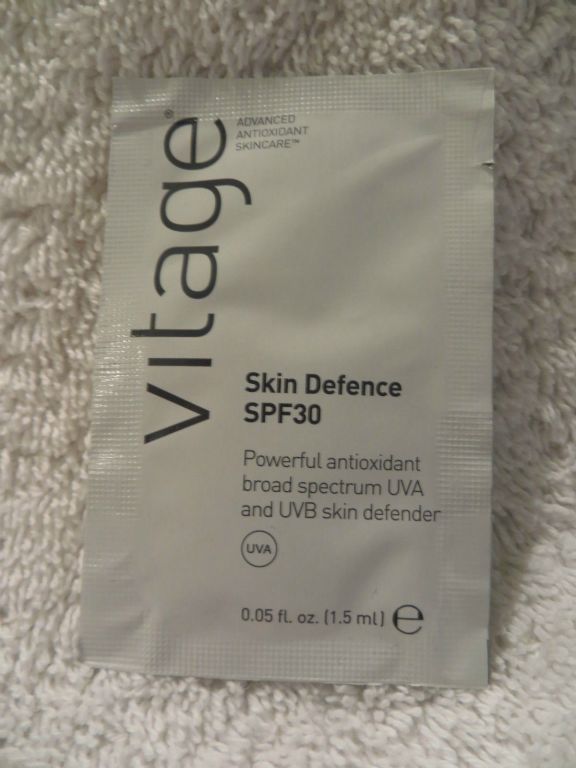 vitage®
ADVANCED
ANTIOXIDANT
SKINCARE™
Skin Defence
SPF30
Powerful antioxidant
broad spectrum UVA
and UVB skin defender
UVA
0.05 fl. oz. (1.5 ml) ℮